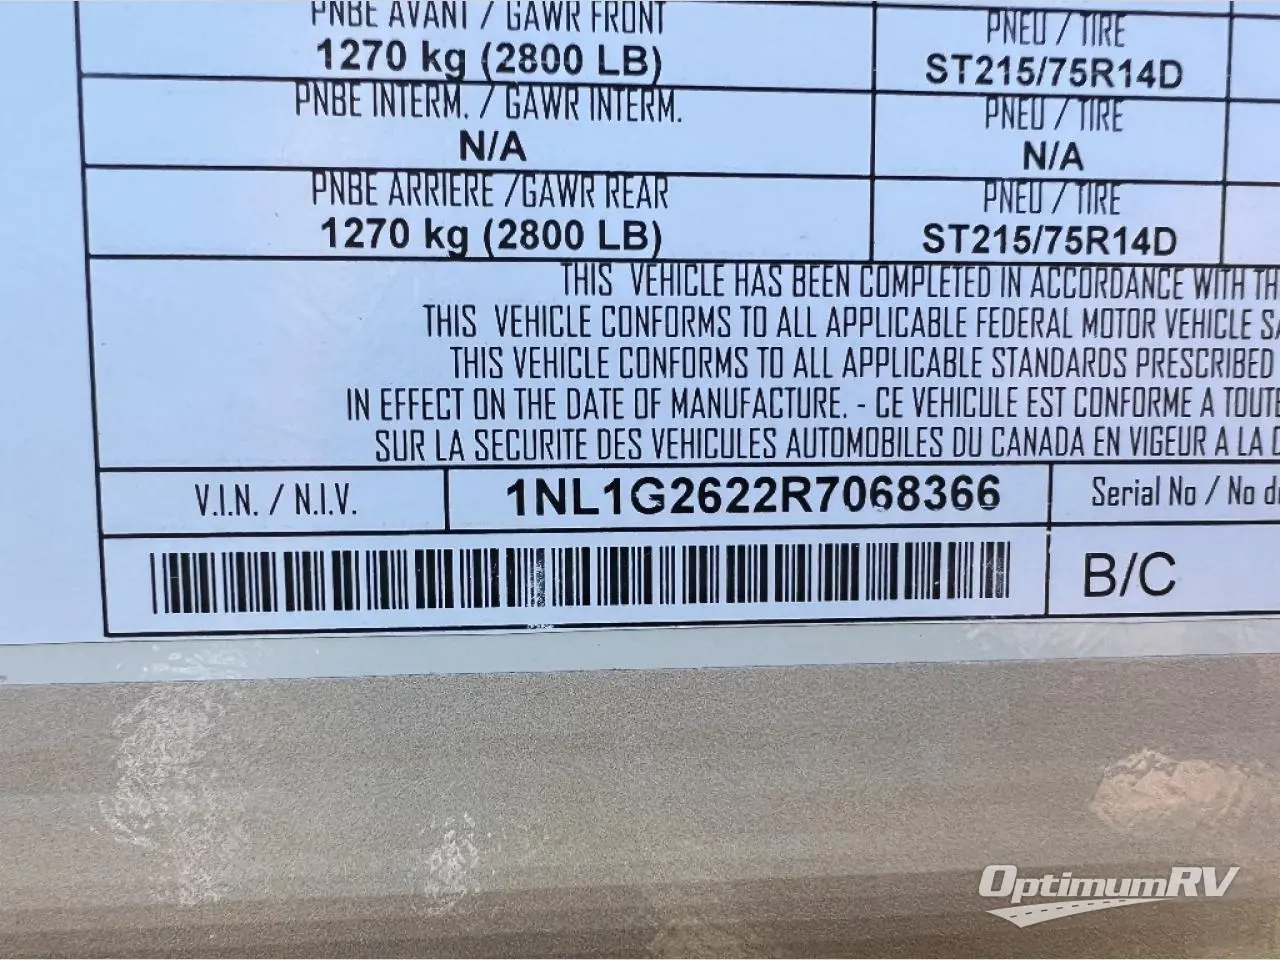 PNBE AVANT / GAWR FRONT
1270 kg (2800 LB)
PNEU / TIRE
ST215/75R14D
PNBE INTERM. / GAWR INTERM.
N/A
PNEU / TIRE
N/A
PNBE ARRIERE /GAWR REAR
1270 kg (2800 LB)
PNEU / TIRE
ST215/75R14D
THIS VEHICLE HAS BEEN COMPLETED IN ACCORDANCE WITH TH
THIS VEHICLE CONFORMS TO ALL APPLICABLE FEDERAL MOTOR VEHICLE SA
THIS VEHICLE CONFORMS TO ALL APPLICABLE STANDARDS PRESCRIBED
IN EFFECT ON THE DATE OF MANUFACTURE. - CE VEHICULE EST CONFORME A TOUTE
SUR LA SECURITE DES VEHICULES AUTOMOBILES DU CANADA EN VIGEUR A LA
V.I.N. / N.I.V.
1NL1G2622R7068366
Serial No / No d
B/C
OptimumRV